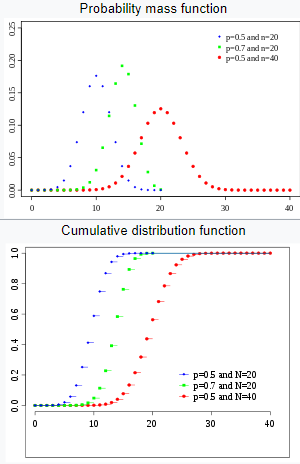 Probability mass function
0.25
0.20
0.15
0.10
0.05
0.00
p=0.5 and n=20
p=0.7 and n=20
p=0.5 and n=40
0 10 20 30 40
Cumulative distribution function
1.0
0.8
0.6
0.4
0.2
0.0
p=0.5 and N=20
p=0.7 and N=20
p=0.5 and N=40
0 10 20 30 40